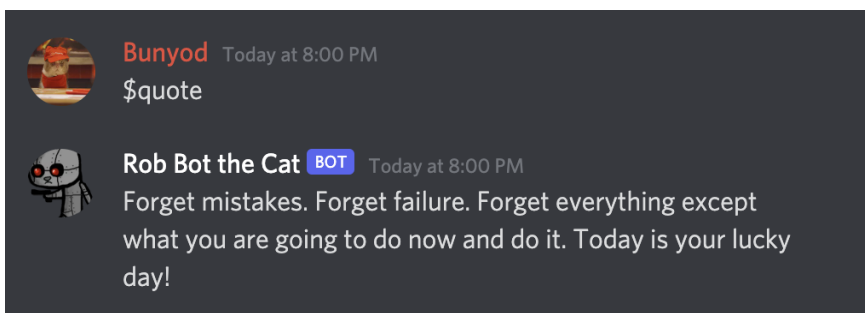 Bunyod Today at 8:00 PM
$quote
Rob Bot the Cat BOT Today at 8:00 PM
Forget mistakes. Forget failure. Forget everything except
what you are going to do now and do it. Today is your lucky
day!